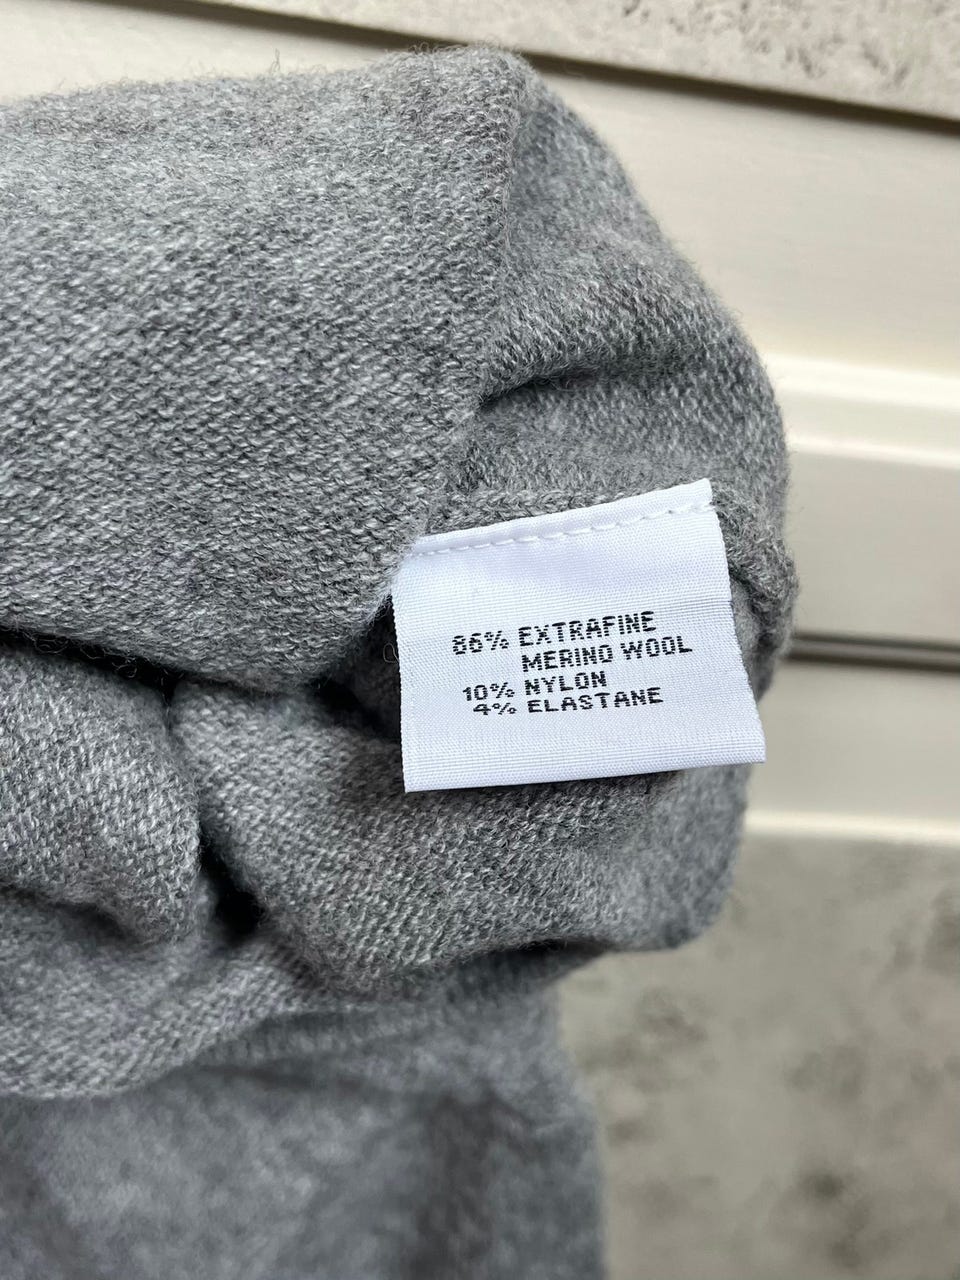 86% EXTRAFINE
MERINO WOOL
10% NYLON
4% ELASTANE